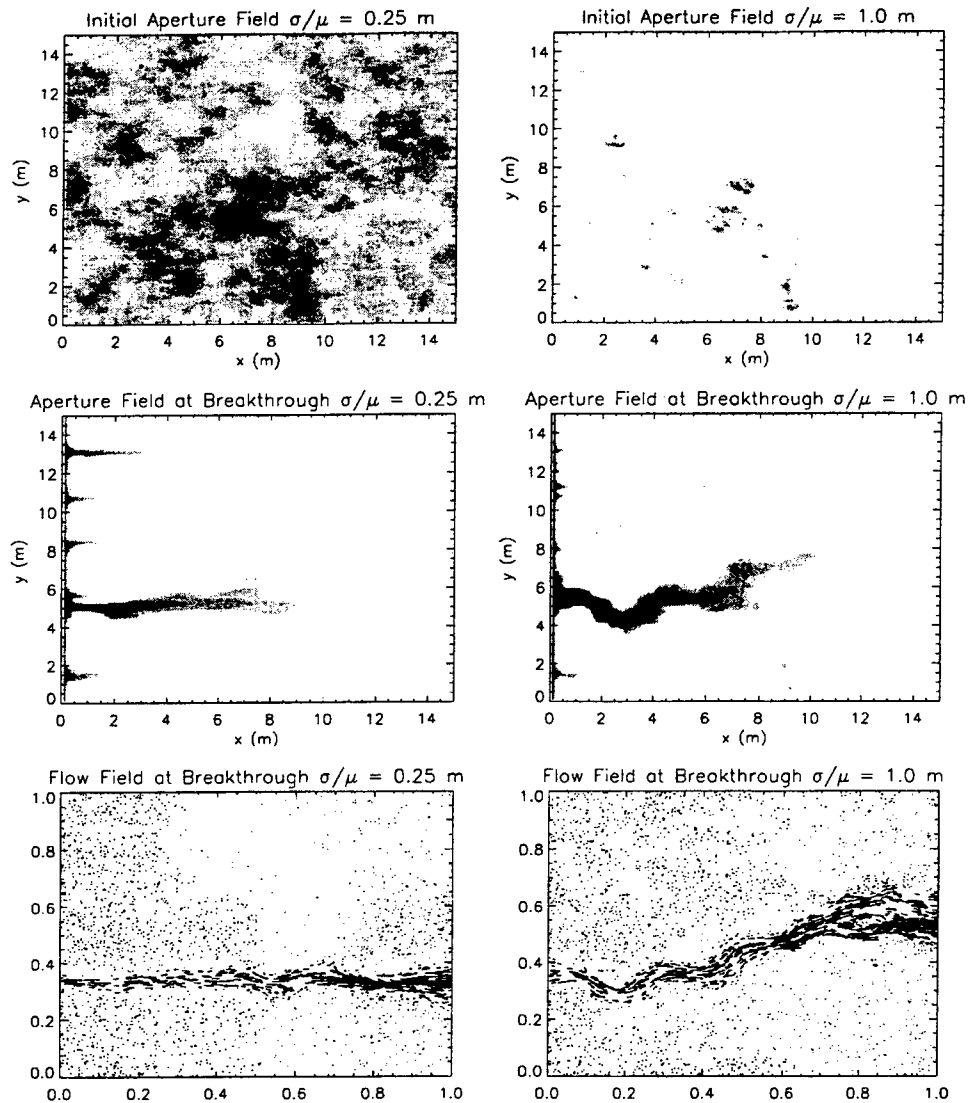 Initial Aperture Field σ/μ = 0.25 m
14
12
10
8
6
4
2
0
y (m)
0 2 4 6 8 10 12 14
x (m)
Initial Aperture Field σ/μ = 1.0 m
14
12
10
8
6
4
2
0
y (m)
0 2 4 6 8 10 12 14
x (m)
Aperture Field at Breakthrough σ/μ = 0.25 m
14
12
10
8
6
4
2
0
y (m)
0 2 4 6 8 10 12 14
x (m)
Aperture Field at Breakthrough σ/μ = 1.0 m
14
12
10
8
6
4
2
0
y (m)
0 2 4 6 8 10 12 14
x (m)
Flow Field at Breakthrough σ/μ = 0.25 m
1.0
0.8
0.6
0.4
0.2
0.0
0.0 0.2 0.4 0.6 0.8 1.0
Flow Field at Breakthrough σ/μ = 1.0 m
1.0
0.8
0.6
0.4
0.2
0.0
0.0 0.2 0.4 0.6 0.8 1.0